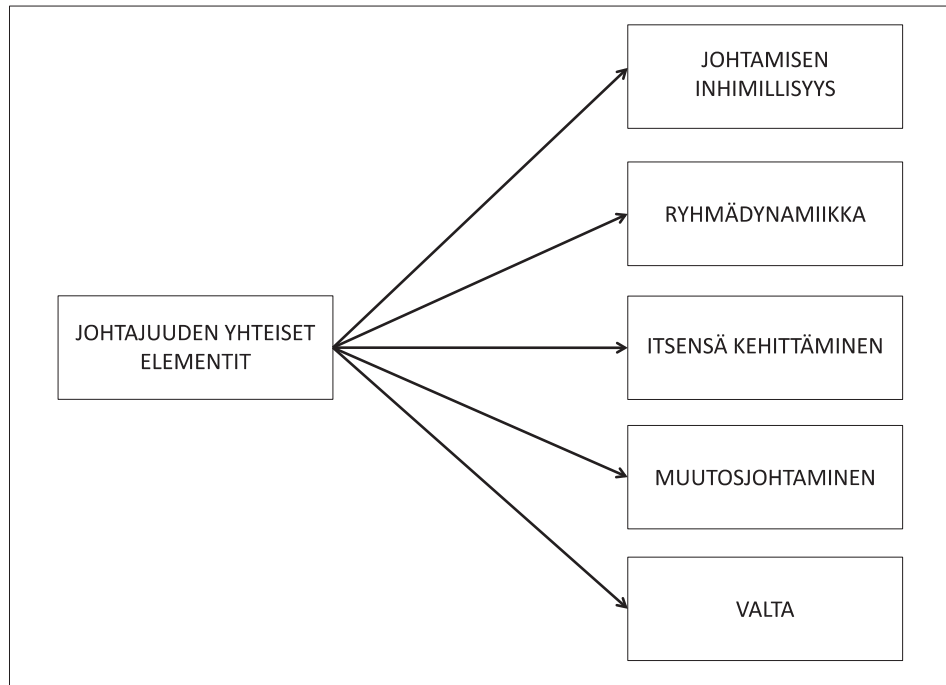 JOHTAMISEN
INHIMILLISYYS
RYHMÄDYNAMIIKKA
JOHTAJUUDEN YHTEISET
ELEMENTIT
ITSENSÄ KEHITTÄMINEN
MUUTOSJOHTAMINEN
VALTA